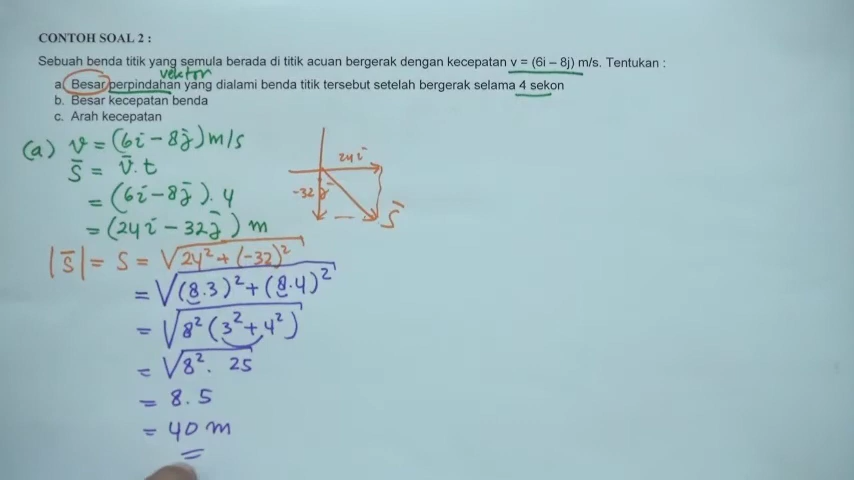 CONTOH SOAL 2 :
Sebuah benda titik yang semula berada di titik acuan bergerak dengan kecepatan v = (6i – 8j) m/s. Tentukan :
vektor
a. Besar perpindahan yang dialami benda titik tersebut setelah bergerak selama 4 sekon
b. Besar kecepatan benda
c. Arah kecepatan
(a) v = (6i - 8j) m/s
S̄ = v̄ . t
= (6i - 8j) . 4
= (24i - 32j) m
24i
-32j
S
|S̄| = S = √24² + (-32)²
= √(8.3)² + (8.4)²
= √8² (3² + 4²)
= √8² . 25
= 8.5
= 40 m